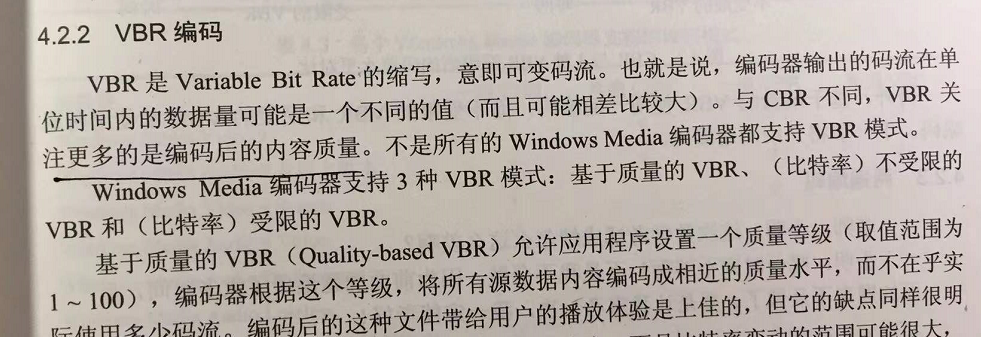 4.2.2 VBR 编码
VBR 是 Variable Bit Rate 的缩写，意即可变码流。也就是说，编码器输出的码流在单
位时间内的数据量可能是一个不同的值（而且可能相差比较大）。与 CBR 不同，VBR 关
注更多的是编码后的内容质量。不是所有的 Windows Media 编码器都支持 VBR 模式。
Windows Media 编码器支持 3 种 VBR 模式：基于质量的 VBR、（比特率）不受限的
VBR 和（比特率）受限的 VBR。
基于质量的 VBR（Quality-based VBR）允许应用程序设置一个质量等级（取值范围为
1 ~ 100），编码器根据这个等级，将所有源数据内容编码成相近的质量水平，而不在乎实
际使用多少码流。编码后的这种文件带给用户的播放体验是上佳的，但它的缺点同样很明
比特率变动的范围可能很大，